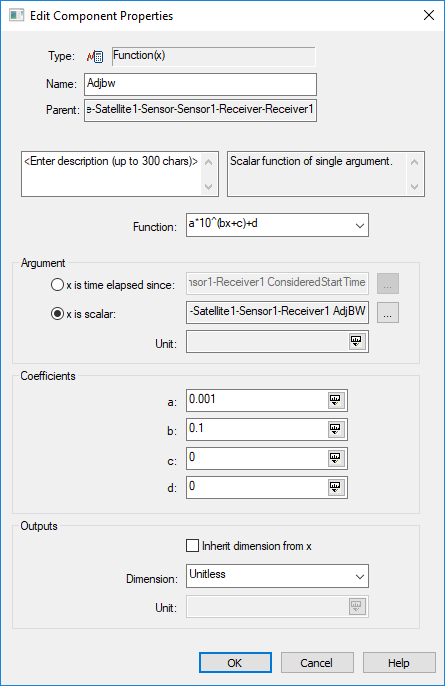 Edit Component Properties
Type: Function(x)
Name: Adjbw
Parent: e-Satellite1-Sensor-Sensor1-Receiver-Receiver1
<Enter description (up to 300 chars)> Scalar function of single argument.
Function: a*10^(bx+c)+d
Argument
x is time elapsed since: nsor1-Receiver1 ConsideredStartTime ...
x is scalar: -Satellite1-Sensor1-Receiver1 AdjBW ...
Unit:
Coefficients
a: 0.001
b: 0.1
c: 0
d: 0
Outputs
Inherit dimension from x
Dimension: Unitless
Unit:
OK Cancel Help